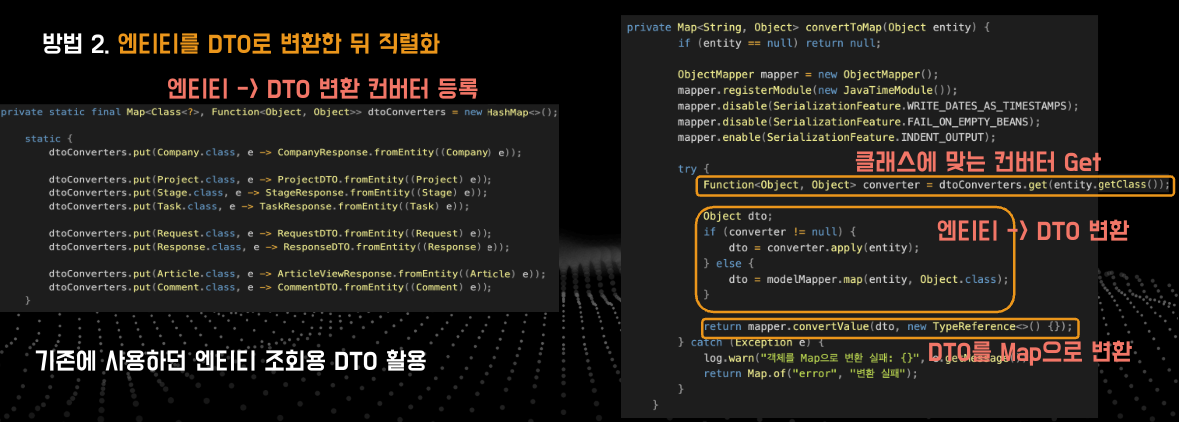 방법 2. 엔티티를 DTO로 변환한 뒤 직렬화
엔티티 -> DTO 변환 컨버터 등록
private static final Map<Class<?>, Function<Object, Object>> dtoConverters = new HashMap<>();
static {
dtoConverters.put(Company.class, e -> CompanyResponse.fromEntity((Company) e));
dtoConverters.put(Project.class, e -> ProjectDTO.fromEntity((Project) e));
dtoConverters.put(Stage.class, e -> StageResponse.fromEntity((Stage) e));
dtoConverters.put(Task.class, e -> TaskResponse.fromEntity((Task) e));
dtoConverters.put(Request.class, e -> RequestDTO.fromEntity((Request) e));
dtoConverters.put(Response.class, e -> ResponseDTO.fromEntity((Response) e));
dtoConverters.put(Article.class, e -> ArticleViewResponse.fromEntity((Article) e));
dtoConverters.put(Comment.class, e -> CommentDTO.fromEntity((Comment) e));
}
기존에 사용하던 엔티티 조회용 DTO 활용
private Map<String, Object> convertToMap(Object entity) {
if (entity == null) return null;
ObjectMapper mapper = new ObjectMapper();
mapper.registerModule(new JavaTimeModule());
mapper.disable(SerializationFeature.WRITE_DATES_AS_TIMESTAMPS);
mapper.disable(SerializationFeature.FAIL_ON_EMPTY_BEANS);
mapper.enable(SerializationFeature.INDENT_OUTPUT);
try {
클래스에 맞는 컨버터 Get
Function<Object, Object> converter = dtoConverters.get(entity.getClass());
Object dto;
if (converter != null) {
엔티티 -> DTO 변환
dto = converter.apply(entity);
} else {
dto = modelMapper.map(entity, Object.class);
}
return mapper.convertValue(dto, new TypeReference<>() {});
} catch (Exception e) {
DTO를 Map으로 변환
log.warn("객체를 Map으로 변환 실패: {}", e.getMessage()
return Map.of("error", "변환 실패");
}
}